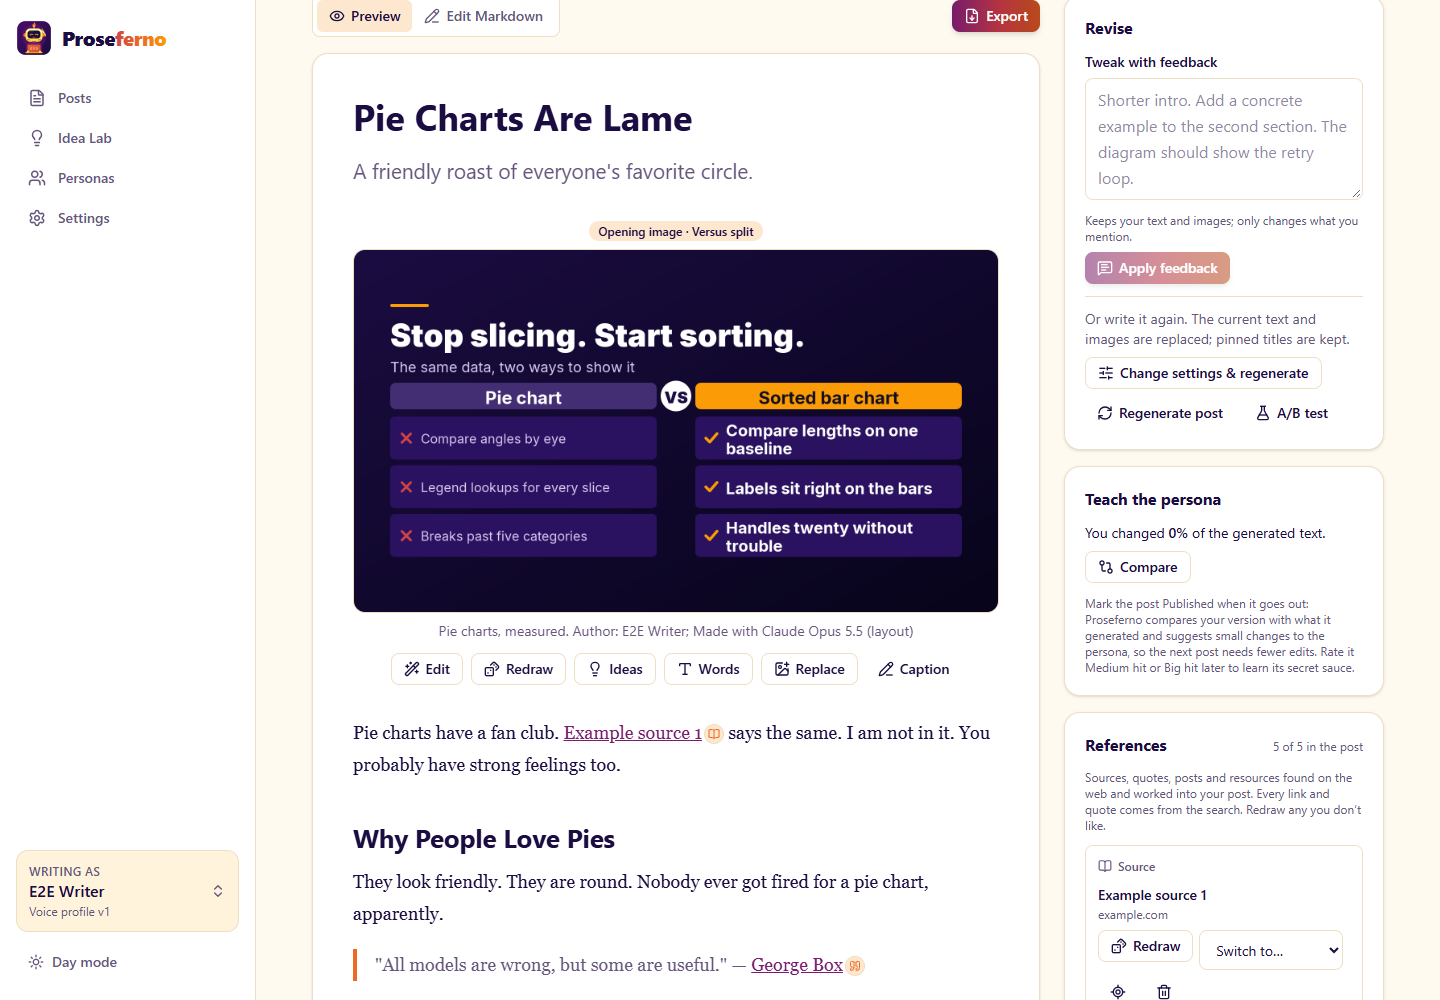 Proseferno
Posts
Idea Lab
Personas
Settings
WRITING AS
E2E Writer
Voice profile v1
Day mode
Preview
Edit Markdown
Export
Pie Charts Are Lame
A friendly roast of everyone's favorite circle.
Opening image · Versus split
Stop slicing. Start sorting.
The same data, two ways to show it
Pie chart
VS
Sorted bar chart
Compare angles by eye
Compare lengths on one
baseline
Legend lookups for every slice
Labels sit right on the bars
Breaks past five categories
Handles twenty without
trouble
Pie charts, measured. Author: E2E Writer; Made with Claude Opus 5.5 (layout)
Edit
Redraw
Ideas
Words
Replace
Caption
Pie charts have a fan club. Example source 1 says the same. I am not in it. You
probably have strong feelings too.
Why People Love Pies
They look friendly. They are round. Nobody ever got fired for a pie chart,
apparently.
"All models are wrong, but some are useful." — George Box
Revise
Tweak with feedback
Shorter intro. Add a concrete
example to the second section. The
diagram should show the retry
loop.
Keeps your text and images; only changes what you
mention.
Apply feedback
Or write it again. The current text and
images are replaced; pinned titles are kept.
Change settings & regenerate
Regenerate post
A/B test
Teach the persona
You changed 0% of the generated text.
Compare
Mark the post Published when it goes out:
Proseferno compares your version with what it
generated and suggests small changes to the
persona, so the next post needs fewer edits. Rate it
Medium hit or Big hit later to learn its secret sauce.
References
5 of 5 in the post
Sources, quotes, posts and resources found on the
web and worked into your post. Every link and
quote comes from the search. Redraw any you don't
like.
Source
Example source 1
example.com
Redraw
Switch to...